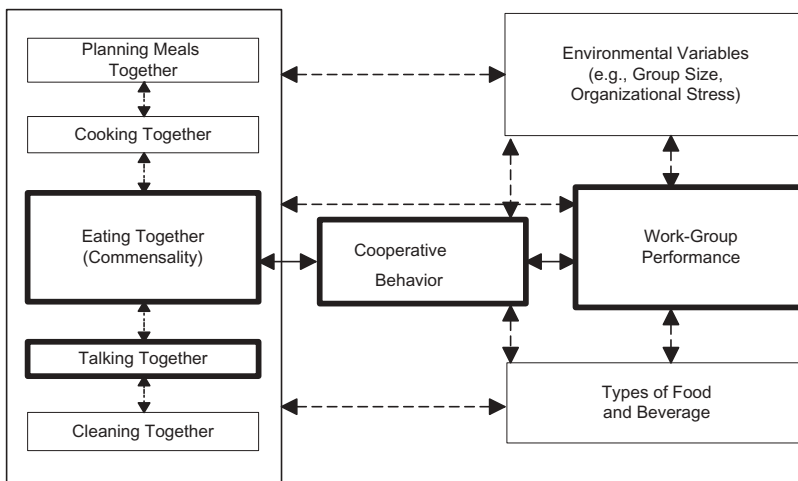 Planning Meals
Together
Cooking Together
Eating Together
(Commensality)
Talking Together
Cleaning Together
Cooperative
Behavior
Environmental Variables
(e.g., Group Size,
Organizational Stress)
Work-Group
Performance
Types of Food
and Beverage